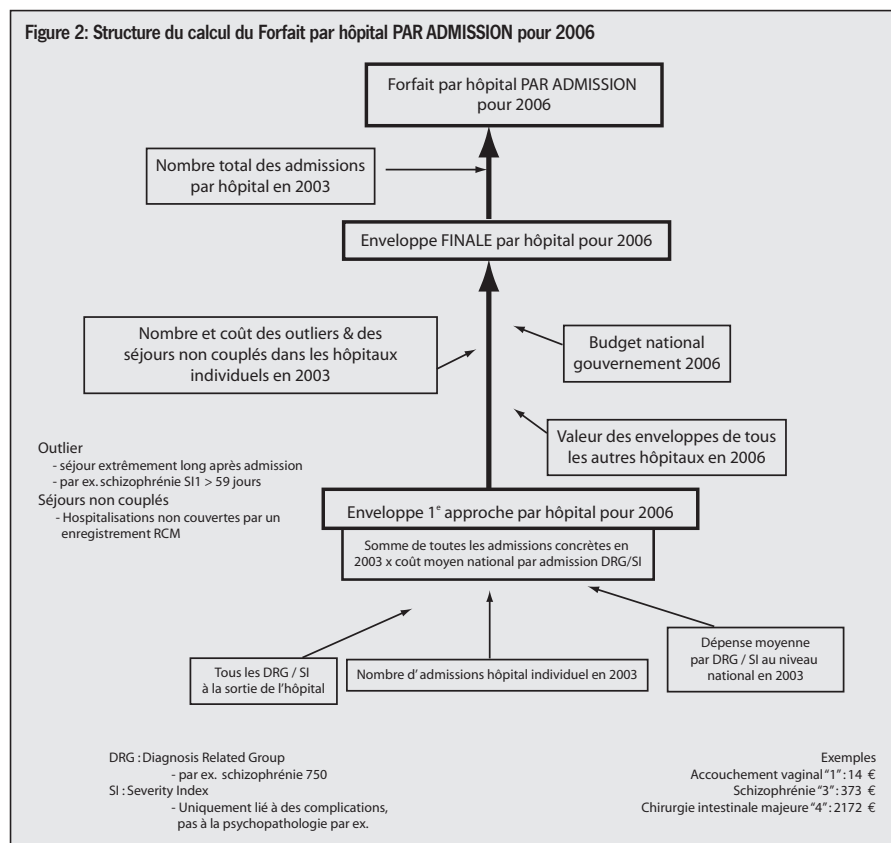 Figure 2: Structure du calcul du Forfait par hôpital PAR ADMISSION pour 2006
Forfait par hôpital PAR ADMISSION
pour 2006
Nombre total des admissions
par hôpital en 2003
Enveloppe FINALE par hôpital pour 2006
Nombre et coût des outliers & des
séjours non couplés dans les hôpitaux
individuels en 2003
Budget national
gouvernement 2006
Valeur des enveloppes de tous
les autres hôpitaux en 2006
Outlier
- séjour extrêmement long après admission
- par ex. schizophrénie SI1 > 59 jours
Séjours non couplés
- Hospitalisations non couvertes par un
enregistrement RCM
Enveloppe 1e approche par hôpital pour 2006
Somme de toutes les admissions concrètes en
2003 x coût moyen national par admission DRG/SI
Tous les DRG / SI
à la sortie de l'hôpital
Nombre d' admissions hôpital individuel en 2003
Dépense moyenne
par DRG / SI au niveau
national en 2003
DRG : Diagnosis Related Group
- par ex. schizophrénie 750
SI : Severity Index
- Uniquement lié à des complications,
pas à la psychopathologie par ex.
Exemples
Accouchement vaginal "1" : 14 €
Schizophrénie "3" : 373 €
Chirurgie intestinale majeure "4" : 2172 €